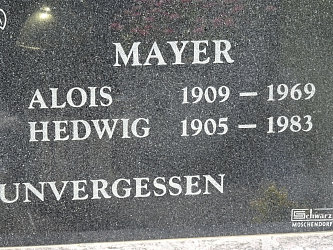 MAYER
ALOIS 1909 – 1969
HEDWIG 1905 – 1983
UNVERGESSEN
Schwarz
MOSCHENDORF